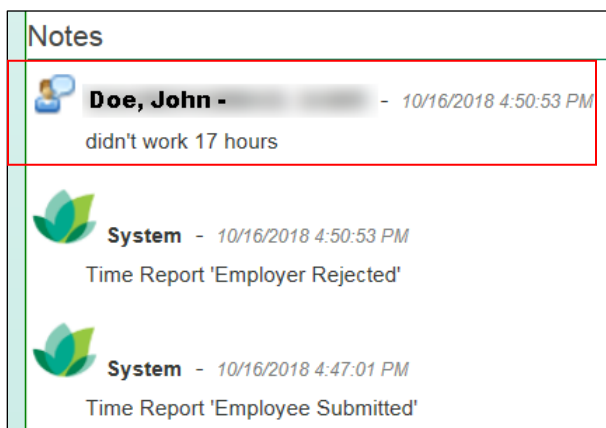 Notes
Doe, John - - 10/16/2018 4:50:53 PM
didn't work 17 hours
System - 10/16/2018 4:50:53 PM
Time Report 'Employer Rejected'
System - 10/16/2018 4:47:01 PM
Time Report 'Employee Submitted'